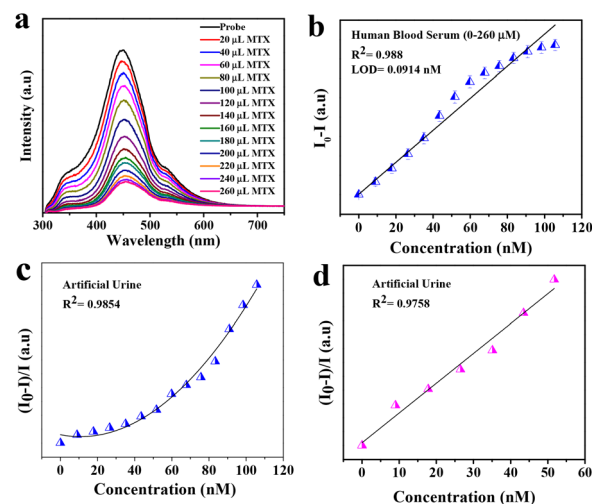 a
Intensity (a.u)
Probe
20 µL MTX
40 µL MTX
60 µL MTX
80 µL MTX
100 µL MTX
120 µL MTX
140 µL MTX
160 µL MTX
180 µL MTX
200 µL MTX
220 µL MTX
240 µL MTX
260 µL MTX
300 400 500 600 700
Wavelength (nm)
b
I0-I (a.u)
Human Blood Serum (0-260 µM)
R2= 0.988
LOD= 0.0914 nM
0 20 40 60 80 100 120
Concentration (nM)
c
(I0-I)/I (a.u)
Artificial Urine
R2= 0.9854
0 20 40 60 80 100 120
Concentration (nM)
d
(I0-I)/I (a.u)
Artificial Urine
R2= 0.9758
0 10 20 30 40 50 60
Concentration (nM)